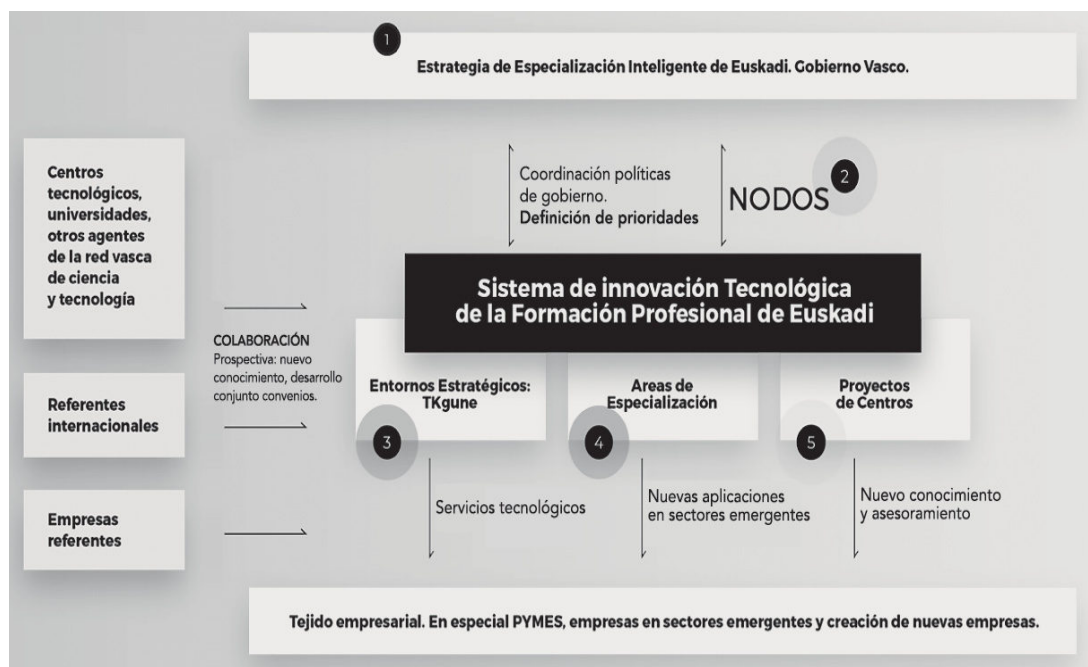 1
Estrategia de Especialización Inteligente de Euskadi. Gobierno Vasco.
Centros
tecnológicos,
universidades,
otros agentes
de la red vasca
de ciencia
y tecnología
Coordinación políticas
de gobierno.
Definición de prioridades
NODOS
2
Sistema de innovación Tecnológica
de la Formación Profesional de Euskadi
COLABORACIÓN
Prospectiva: nuevo
conocimiento, desarrollo
conjunto convenios.
Entornos Estratégicos:
TKgune
Areas de
Especialización
Proyectos
de Centros
Referentes
internacionales
3
4
5
Servicios tecnológicos
Nuevas aplicaciones
en sectores emergentes
Nuevo conocimiento
y asesoramiento
Empresas
referentes
Tejido empresarial. En especial PYMES, empresas en sectores emergentes y creación de nuevas empresas.